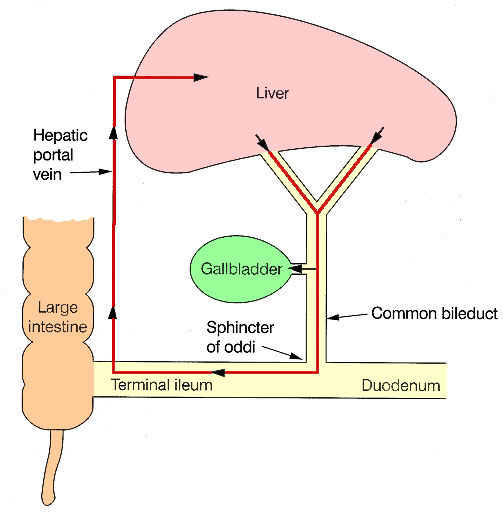 Liver
Hepatic
portal
vein
Gallbladder
Large
intestine
Sphincter
of oddi
Common bileduct
Terminal ileum
Duodenum